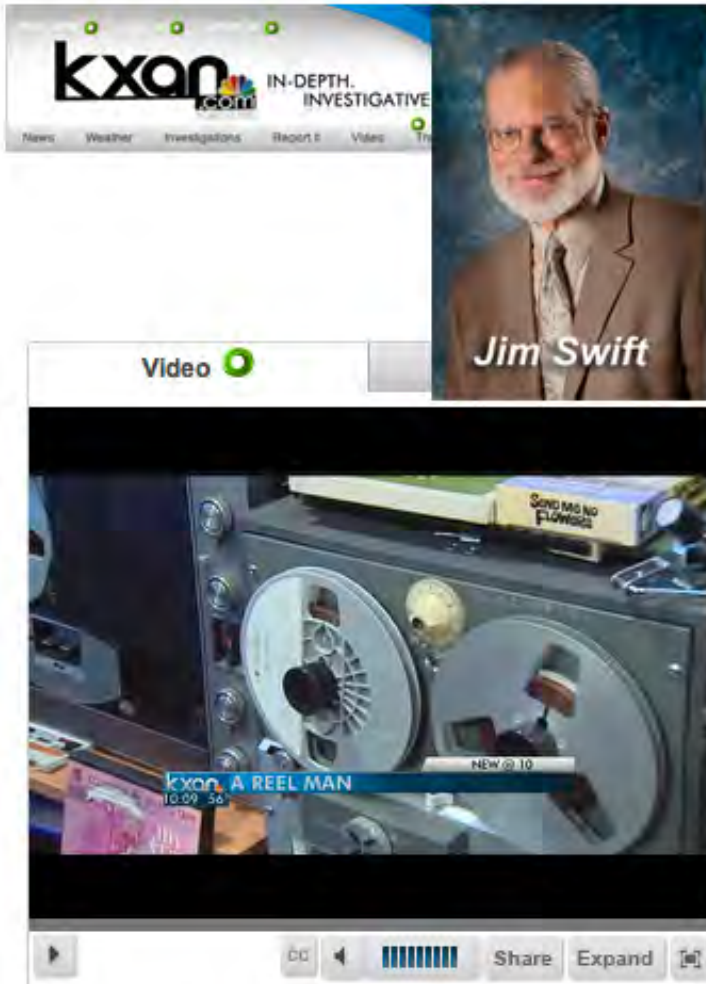 kxan
.com
IN-DEPTH.
INVESTIGATIVE
News Weather Investigations Report It Video
Jim Swift
Video
SEND ME NO
FLOWERS
NEW @ 10
kxan A REEL MAN
10:09 56°
CC Share Expand